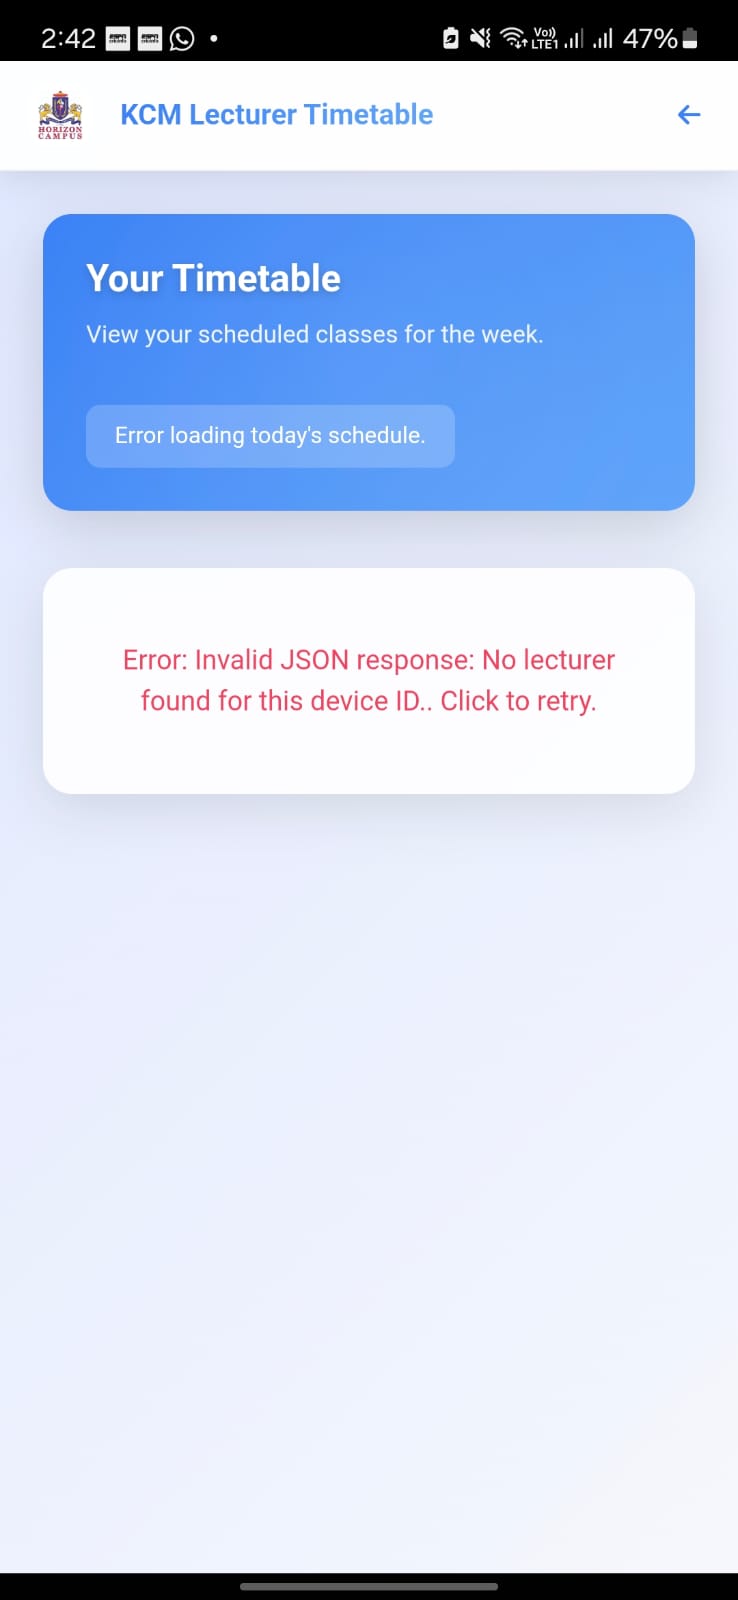 2:42
Vo))
LTE1
47%
HORIZON
CAMPUS
KCM Lecturer Timetable
Your Timetable
View your scheduled classes for the week.
Error loading today's schedule.
Error: Invalid JSON response: No lecturer
found for this device ID.. Click to retry.